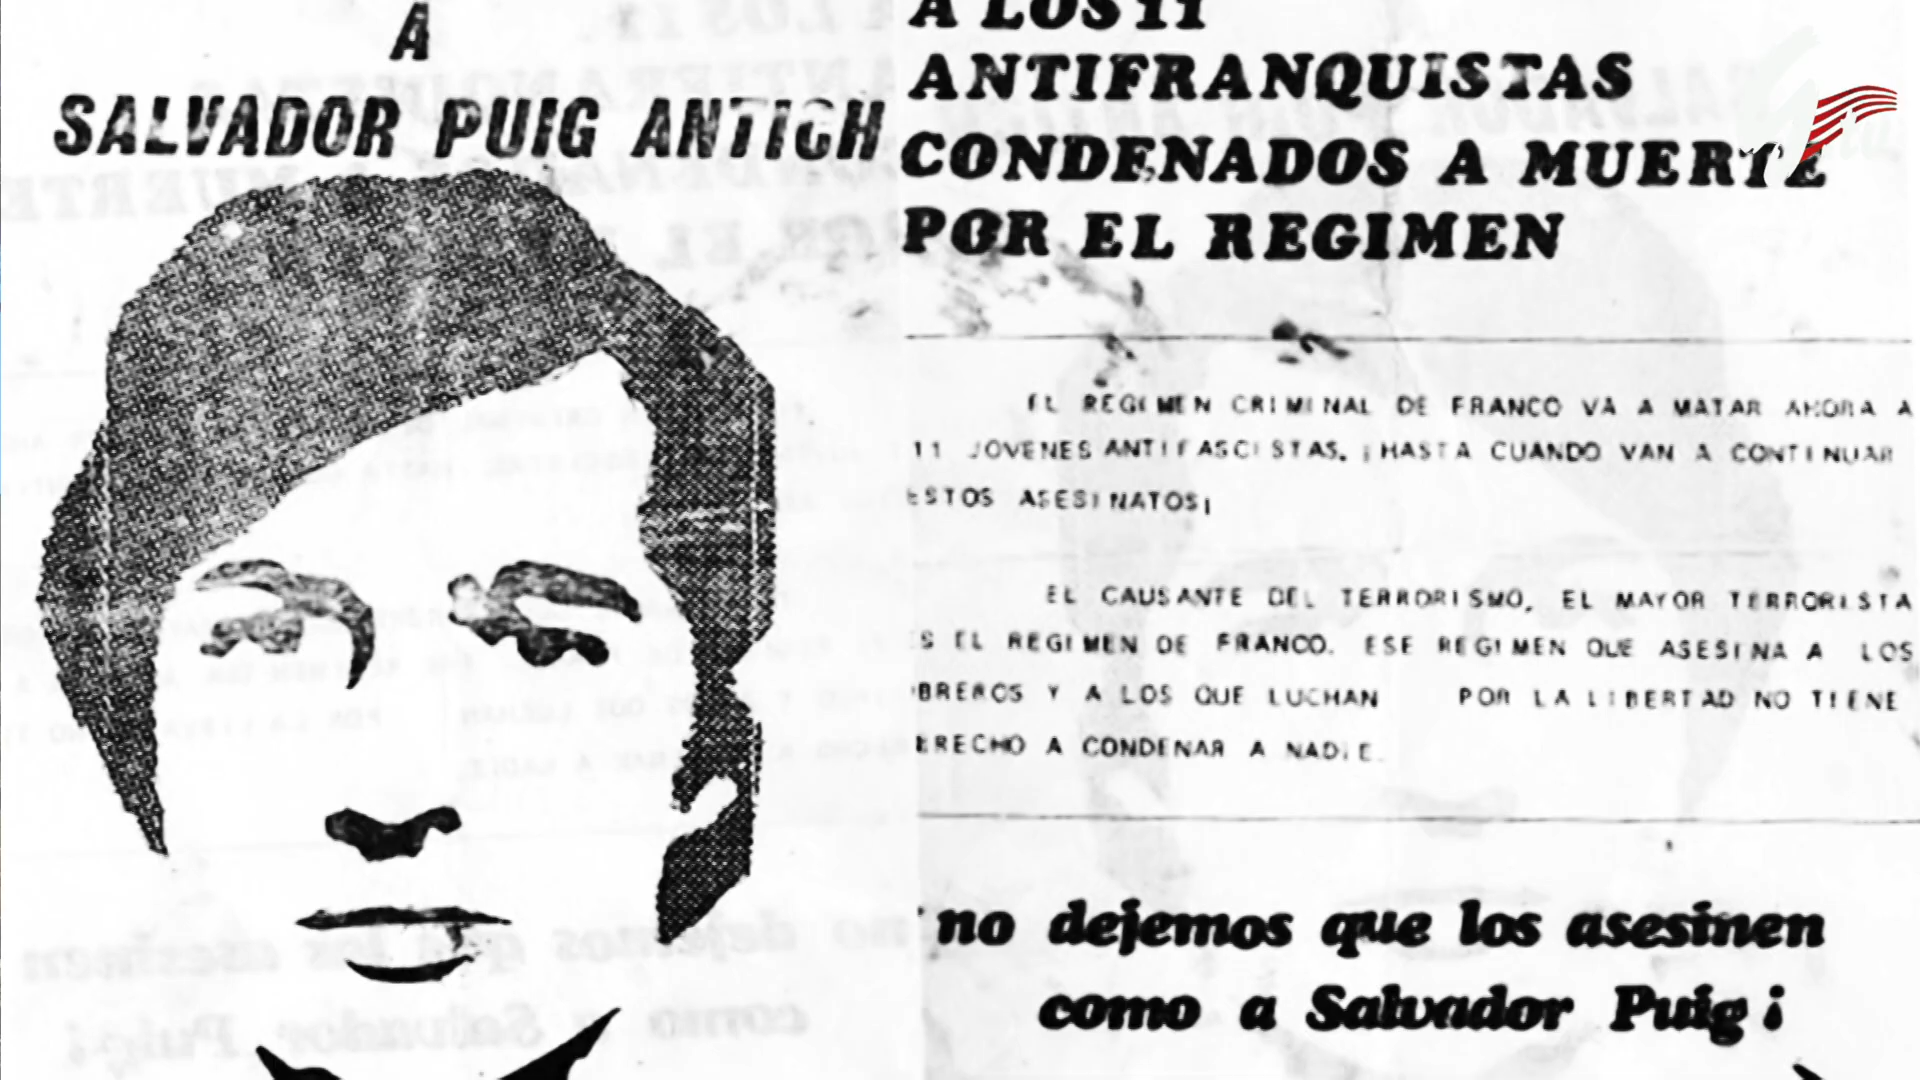 A
SALVADOR PUIG ANTICH
A LOS 11
ANTIFRANQUISTAS
CONDENADOS A MUERTE
POR EL REGIMEN
EL REGIMEN CRIMINAL DE FRANCO VA A MATAR AHORA A
11 JOVENES ANTIFASCISTAS. ¡HASTA CUANDO VAN A CONTINUAR
ESTOS ASESINATOS¡
EL CAUSANTE DEL TERRORISMO, EL MAYOR TERRORISTA
ES EL REGIMEN DE FRANCO. ESE REGIMEN QUE ASESINA A LOS
OBREROS Y A LOS QUE LUCHAN POR LA LIBERTAD NO TIENE
ERECHO A CONDENAR A NADIE.
no dejemos que los asesinen
como a Salvador Puig¡